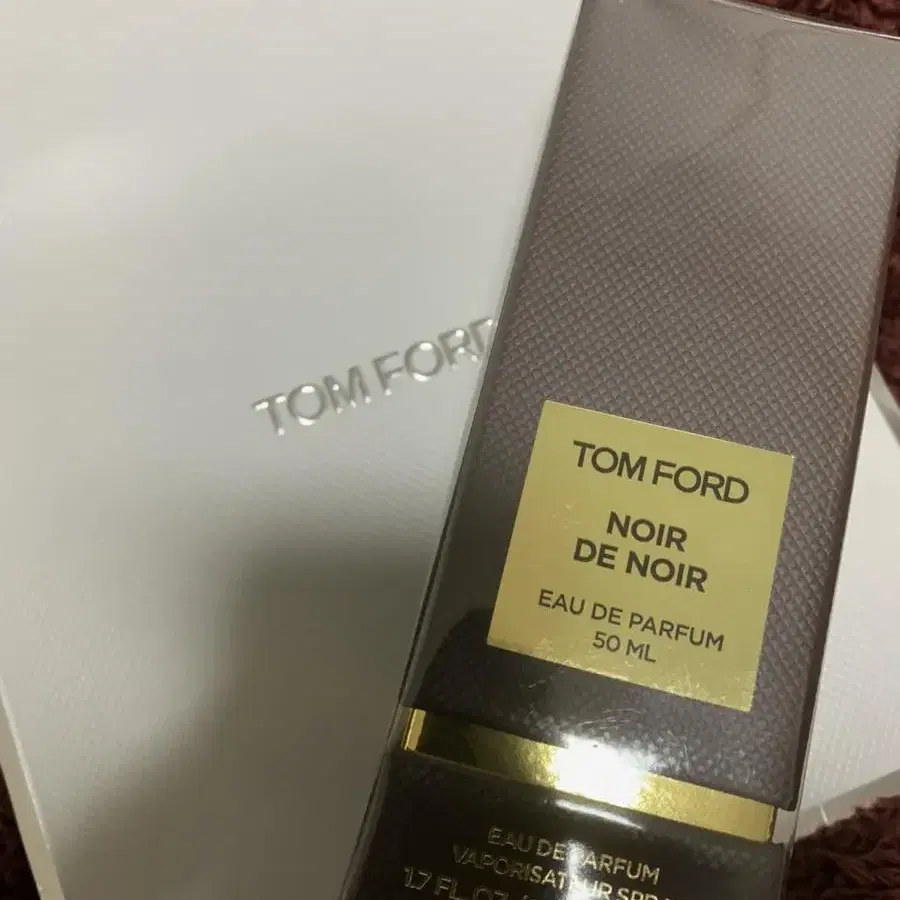 TOM FORD
TOM FORD
NOIR
DE NOIR
EAU DE PARFUM
50 ML
EAU DE PARFUM
VAPORISATEUR SPRAY
1.7 FL. OZ.